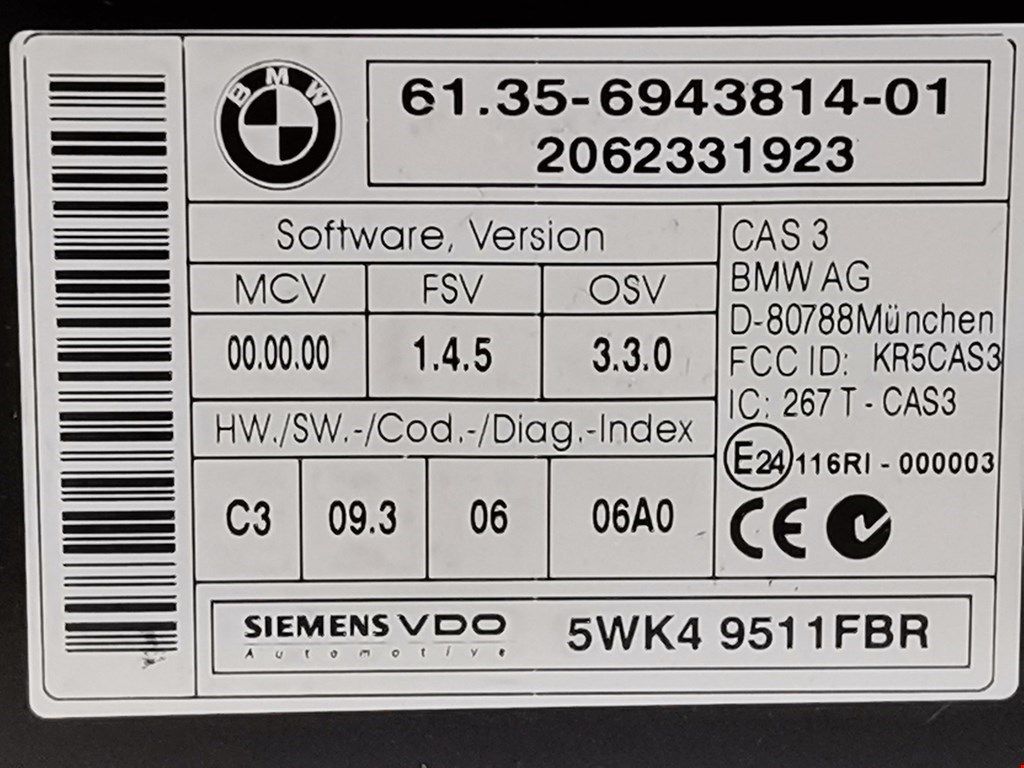 BMW
61.35-6943814-01
2062331923
Software, Version
MCV FSV OSV
00.00.00 1.4.5 3.3.0
HW./SW.-/Cod.-/Diag.-Index
C3 09.3 06 06A0
CAS 3
BMW AG
D-80788München
FCC ID: KR5CAS3
IC: 267 T - CAS3
E24 116RI - 000003
CE
SIEMENS VDO
Automotive
5WK4 9511FBR